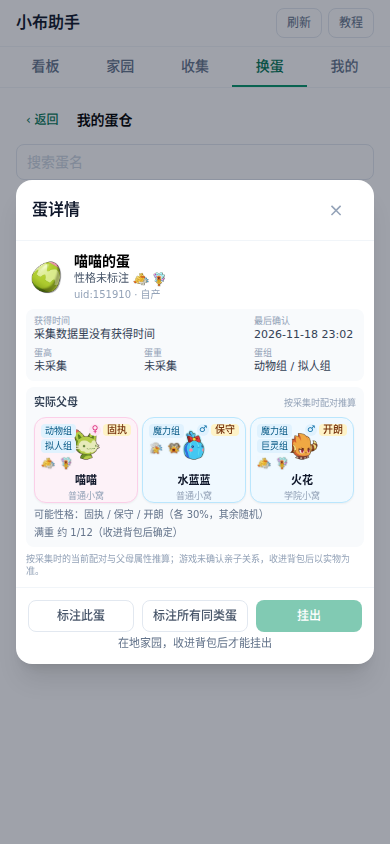 小布助手
刷新
教程
看板
家园
收集
换蛋
我的
‹ 返回
我的蛋仓
搜索蛋名
蛋详情
×
喵喵的蛋
性格未标注
uid:151910 · 自产
获得时间
采集数据里没有获得时间
最后确认
2026-11-18 23:02
蛋高
未采集
蛋重
未采集
蛋组
动物组 / 拟人组
实际父母
按采集时配对推算
动物组
拟人组
♀
固执
喵喵
普通小窝
魔力组
♂
保守
水蓝蓝
普通小窝
魔力组
巨灵组
♂
开朗
火花
学院小窝
可能性格：固执 / 保守 / 开朗（各 30%，其余随机）
满重 约 1/12（收进背包后确定）
按采集时的当前配对与父母属性推算；游戏未确认亲子关系，收进背包后以实物为
准。
标注此蛋
标注所有同类蛋
挂出
在地家园，收进背包后才能挂出